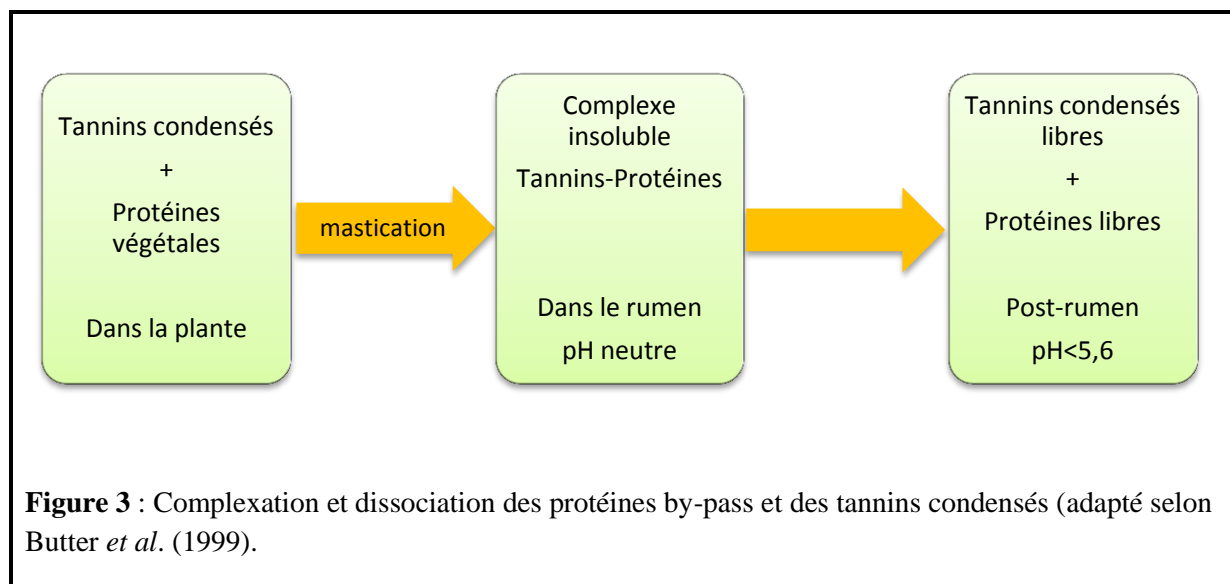 Tannins condensés
+
Protéines
végétales
Dans la plante
mastication
Complexe
insoluble
Tannins-Protéines
Dans le rumen
pH neutre
Tannins condensés
libres
+
Protéines libres
Post-rumen
pH<5,6
Figure 3 : Complexation et dissociation des protéines by-pass et des tannins condensés (adapté selon
Butter et al. (1999).